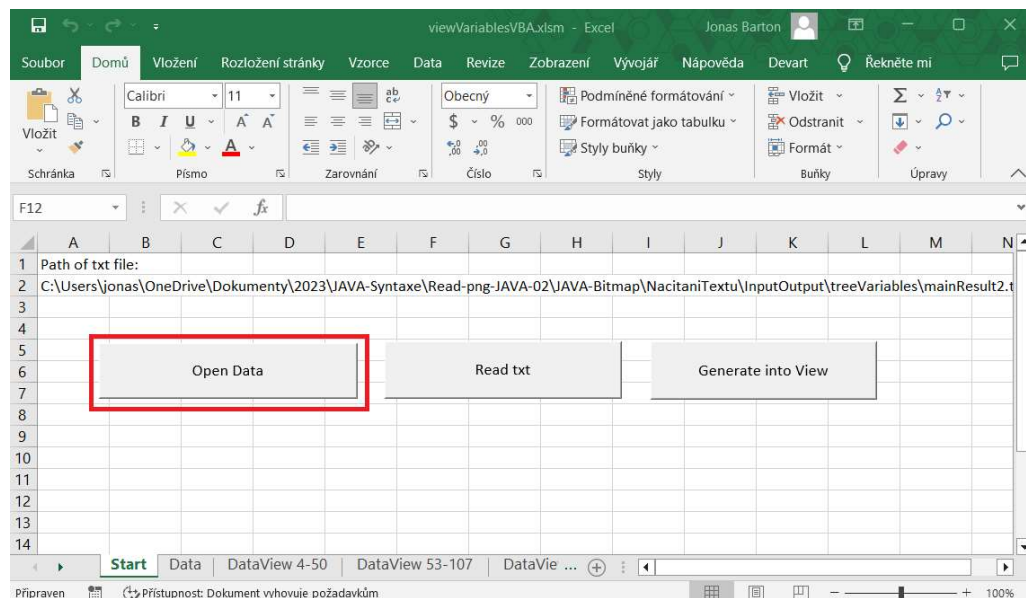 viewVariablesVBA.xlsm - Excel Jonas Barton
Soubor Domů Vložení Rozložení stránky Vzorce Data Revize Zobrazení Vývojář Nápověda Devart Řekněte mi
Vložit
Calibri 11
B I U A A A
ab
Obecný
$ % 000
Podmíněné formátování
Formátovat jako tabulku
Styly buňky
Vložit
Odstranit
Formát
Schránka Písmo Zarovnání Číslo Styly Buňky Úpravy
F12 fx
A B C D E F G H I J K L M N
1 Path of txt file:
2 C:\Users\jonas\OneDrive\Dokumenty\2023\JAVA-Syntaxe\Read-png-JAVA-02\JAVA-Bitmap\NacitaniTextu\InputOutput\treeVariables\mainResult2.t
3
4
5
6 Open Data Read txt Generate into View
7
8
9
10
11
12
13
14
Start Data DataView 4-50 DataView 53-107 DataVie ...
Připraven Přístupnost: Dokument vyhovuje požadavkům 100%